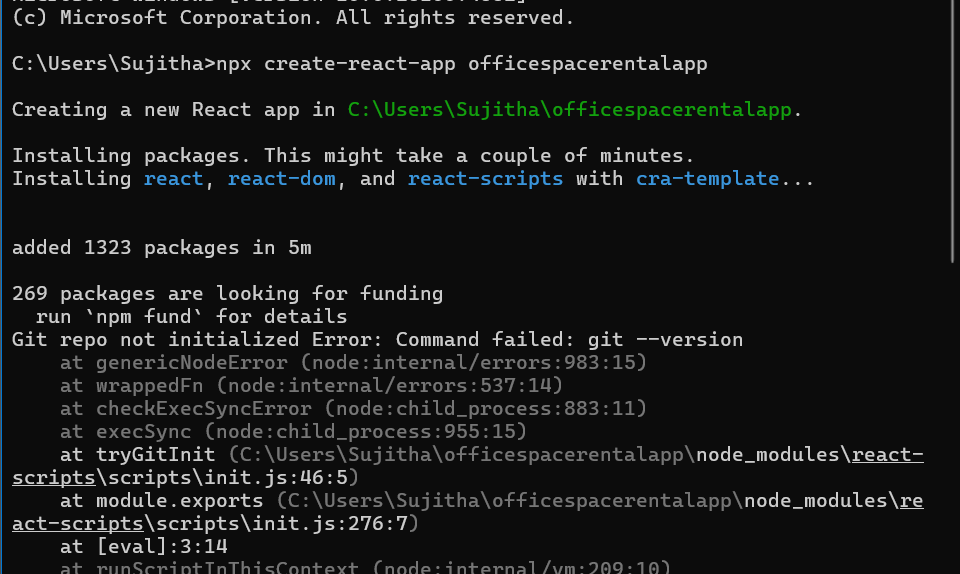 (c) Microsoft Corporation. All rights reserved.
C:\Users\Sujitha>npx create-react-app officespacerentalapp
Creating a new React app in C:\Users\Sujitha\officespacerentalapp.
Installing packages. This might take a couple of minutes.
Installing react, react-dom, and react-scripts with cra-template...
added 1323 packages in 5m
269 packages are looking for funding
  run `npm fund` for details
Git repo not initialized Error: Command failed: git --version
    at genericNodeError (node:internal/errors:983:15)
    at wrappedFn (node:internal/errors:537:14)
    at checkExecSyncError (node:child_process:883:11)
    at execSync (node:child_process:955:15)
    at tryGitInit (C:\Users\Sujitha\officespacerentalapp\node_modules\react-
scripts\scripts\init.js:46:5)
    at module.exports (C:\Users\Sujitha\officespacerentalapp\node_modules\re
act-scripts\scripts\init.js:276:7)
    at [eval]:3:14
    at runScriptInThisContext (node:internal/vm:209:10)